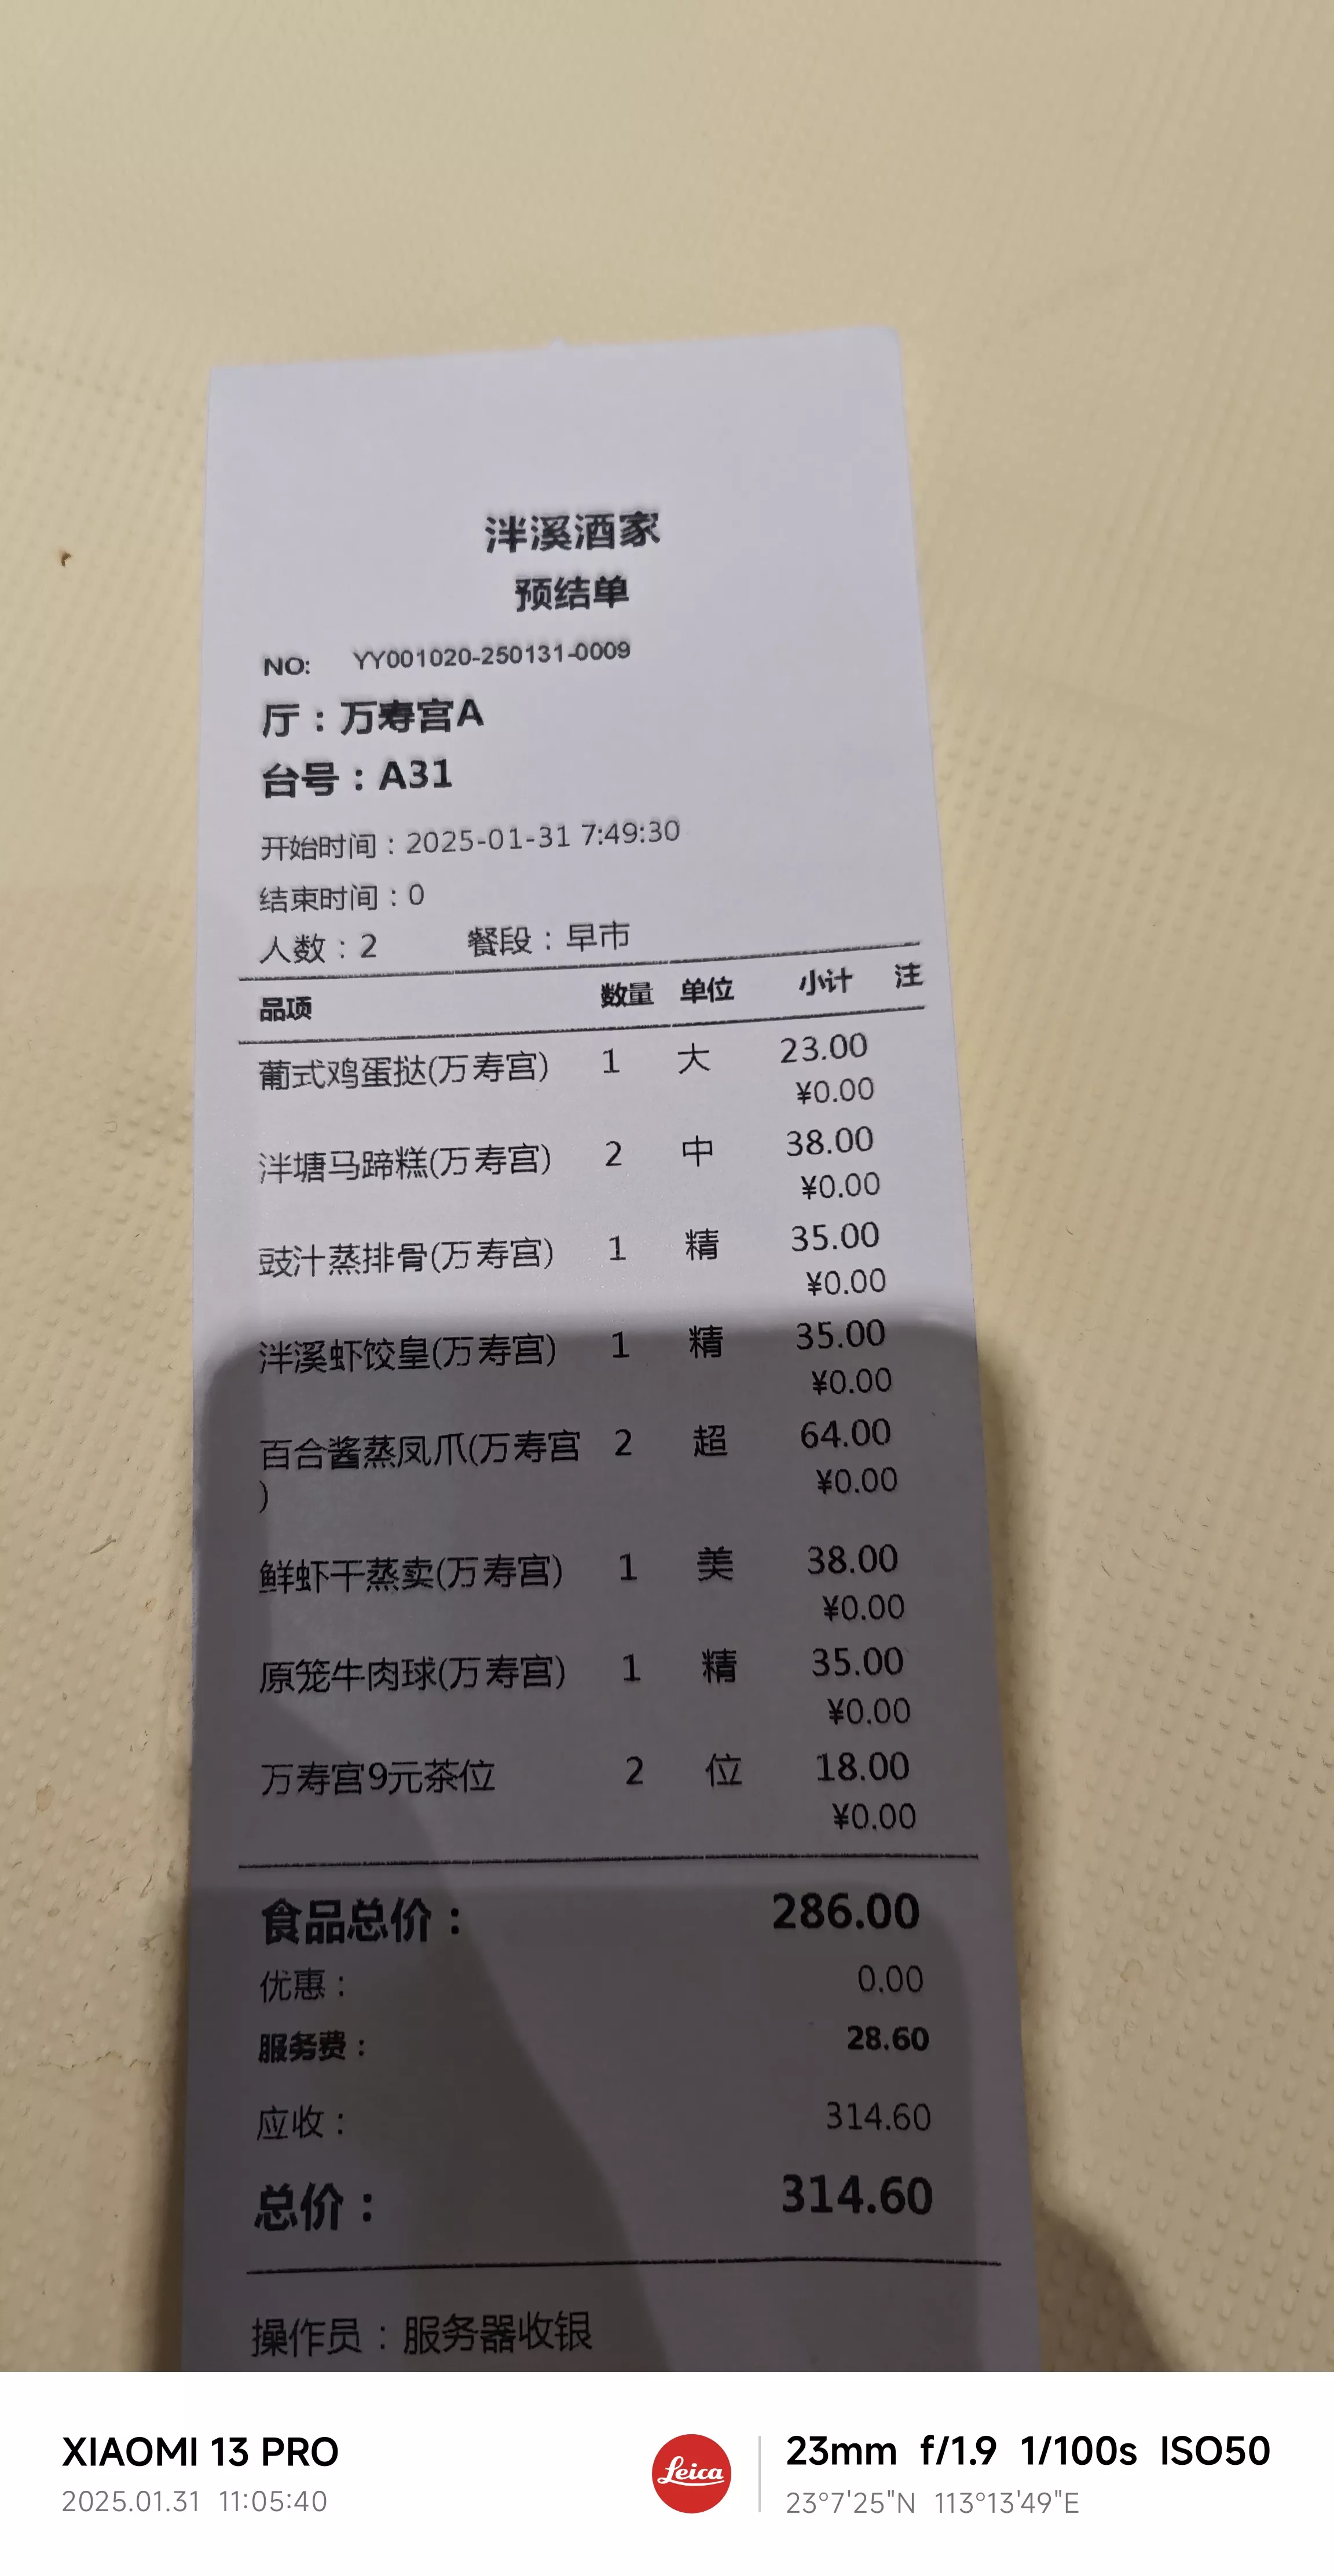 泮溪酒家
预结单
NO: YY001020-250131-0009
厅：万寿宫A
台号：A31
开始时间：2025-01-31 7:49:30
结束时间：0
人数：2 餐段：早市
品项 数量 单位 小计 注
葡式鸡蛋挞(万寿宫) 1 大 23.00
¥0.00
泮塘马蹄糕(万寿宫) 2 中 38.00
¥0.00
豉汁蒸排骨(万寿宫) 1 精 35.00
¥0.00
泮溪虾饺皇(万寿宫) 1 精 35.00
¥0.00
百合酱蒸凤爪(万寿宫 2 超 64.00
) ¥0.00
鲜虾干蒸卖(万寿宫) 1 美 38.00
¥0.00
原笼牛肉球(万寿宫) 1 精 35.00
¥0.00
万寿宫9元茶位 2 位 18.00
¥0.00
食品总价： 286.00
优惠： 0.00
服务费： 28.60
应收： 314.60
总价： 314.60
操作员：服务器收银
XIAOMI 13 PRO
2025.01.31 11:05:40
Leica
23mm f/1.9 1/100s ISO50
23°7'25"N 113°13'49"E